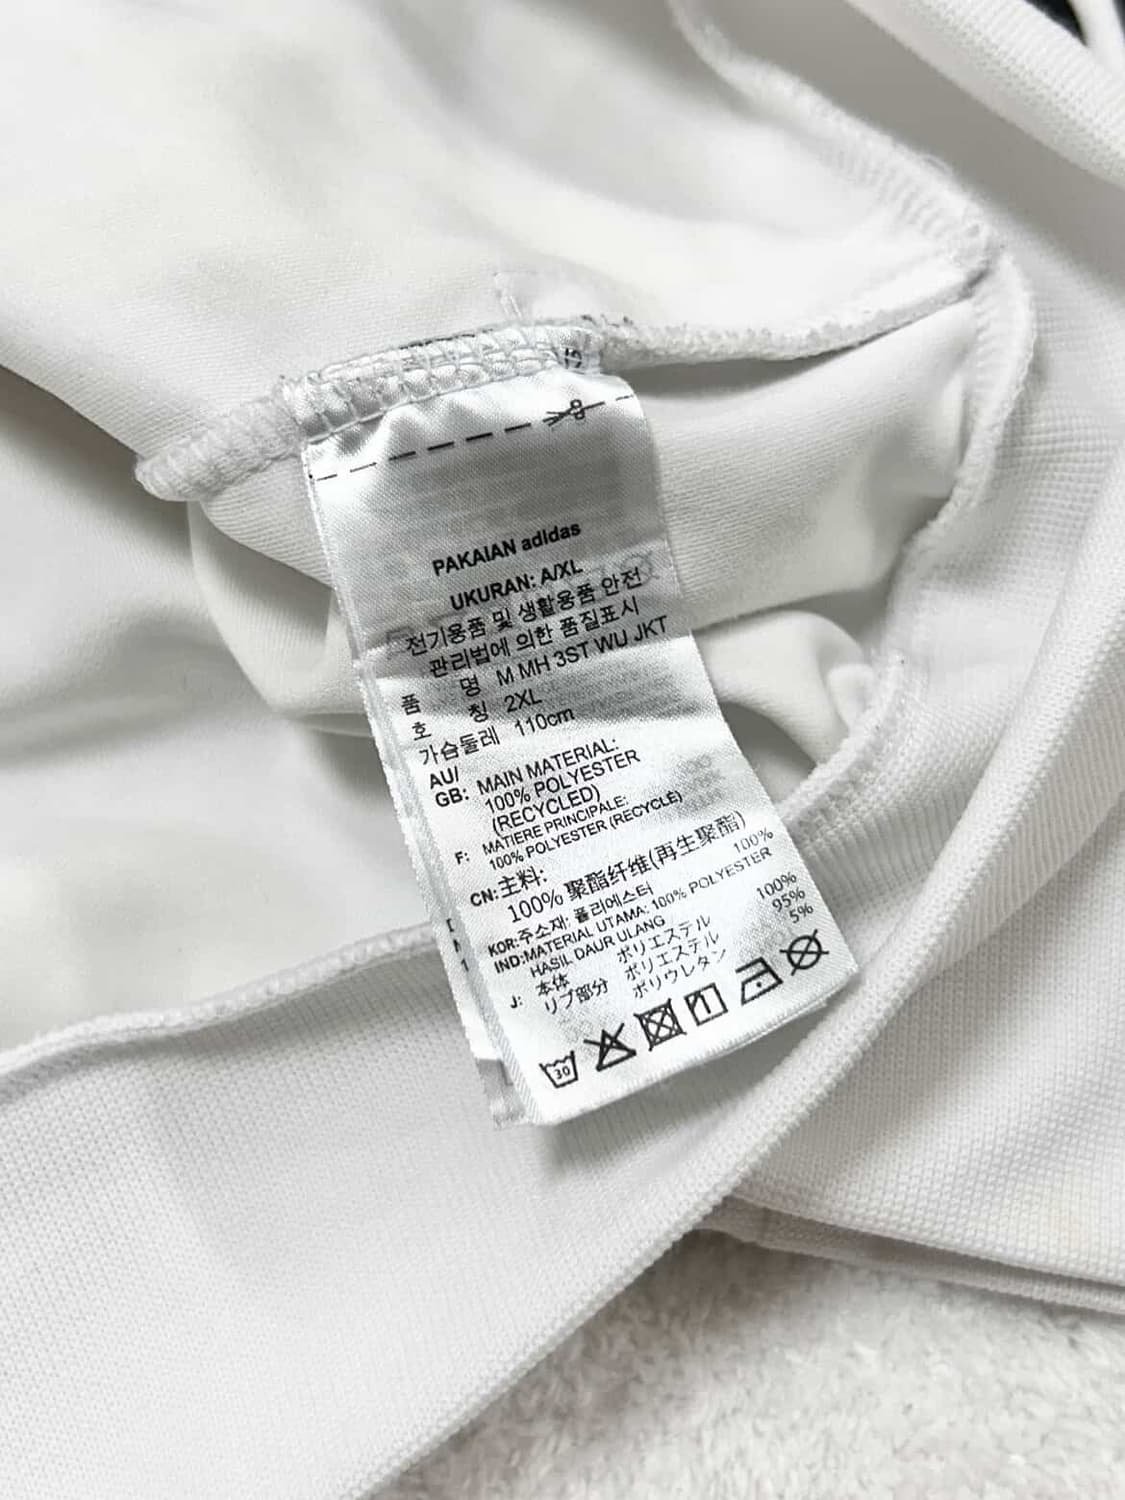 PAKAIAN adidas
UKURAN: A/XL
전기용품 및 생활용품 안전
관리법에 의한 품질표시
품 명 M MH 3ST WU JKT
호 칭 2XL
가슴둘레 110cm
AU/
GB: MAIN MATERIAL:
100% POLYESTER
(RECYCLED)
F: MATIERE PRINCIPALE:
100% POLYESTER (RECYCLÉ)
CN: 主料:
100% 聚酯纤维(再生聚酯)
KOR: 주소재: 폴리에스터 100%
IND: MATERIAL UTAMA: 100% POLYESTER
HASIL DAUR ULANG
J: 本体 ポリエステル 100%
リブ部分 ポリエステル 95%
ポリウレタン 5%
30